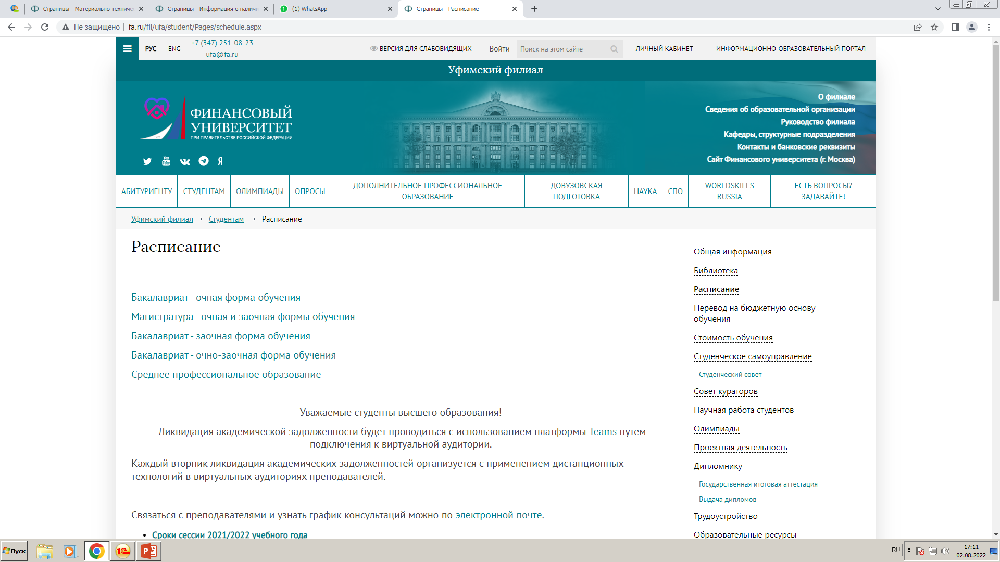 Страницы - Материально-техничес
Страницы - Информация о наличи
(1) WhatsApp
Страницы - Расписание
Не защищено
fa.ru/fil/ufa/student/Pages/schedule.aspx
РУС
ENG
+7 (347) 251-08-23
ufa@fa.ru
ВЕРСИЯ ДЛЯ СЛАБОВИДЯЩИХ
Войти
Поиск на этом сайте
ЛИЧНЫЙ КАБИНЕТ
ИНФОРМАЦИОННО-ОБРАЗОВАТЕЛЬНЫЙ ПОРТАЛ
Уфимский филиал
ФИНАНСОВЫЙ
УНИВЕРСИТЕТ
ПРИ ПРАВИТЕЛЬСТВЕ РОССИЙСКОЙ ФЕДЕРАЦИИ
You
Tube
Я
О филиале
Сведения об образовательной организации
Руководство филиала
Кафедры, структурные подразделения
Контакты и банковские реквизиты
Сайт Финансового университета (г. Москва)
АБИТУРИЕНТУ
СТУДЕНТАМ
ОЛИМПИАДЫ
ОПРОСЫ
ДОПОЛНИТЕЛЬНОЕ ПРОФЕССИОНАЛЬНОЕ
ОБРАЗОВАНИЕ
ДОВУЗОВСКАЯ
ПОДГОТОВКА
НАУКА
СПО
WORLDSKILLS
RUSSIA
ЕСТЬ ВОПРОСЫ?
ЗАДАВАЙТЕ!
Уфимский филиал
Студентам
Расписание
Расписание
Бакалавриат - очная форма обучения
Магистратура - очная и заочная формы обучения
Бакалавриат - заочная форма обучения
Бакалавриат - очно-заочная форма обучения
Среднее профессиональное образование
Уважаемые студенты высшего образования!
Ликвидация академической задолженности будет проводиться с использованием платформы Teams путем
подключения к виртуальной аудитории.
Каждый вторник ликвидация академических задолженностей организуется с применением дистанционных
технологий в виртуальных аудиториях преподавателей.
Связаться с преподавателями и узнать график консультаций можно по электронной почте.
Сроки сессии 2021/2022 учебного года
Общая информация
Библиотека
Расписание
Перевод на бюджетную основу
обучения
Стоимость обучения
Студенческое самоуправление
Студенческий совет
Совет кураторов
Научная работа студентов
Олимпиады
Проектная деятельность
Дипломнику
Государственная итоговая аттестация
Выдача дипломов
Трудоустройство
Образовательные ресурсы
Пуск
RU
17:11
02.08.2022